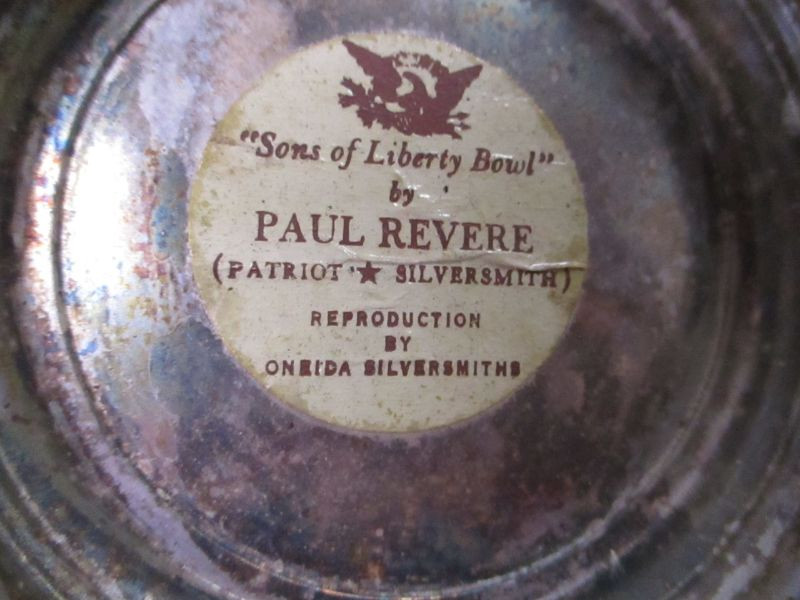 "Sons of Liberty Bowl"
by
PAUL REVERE
(PATRIOT ★ SILVERSMITH)
REPRODUCTION
BY
ONEIDA SILVERSMITHS